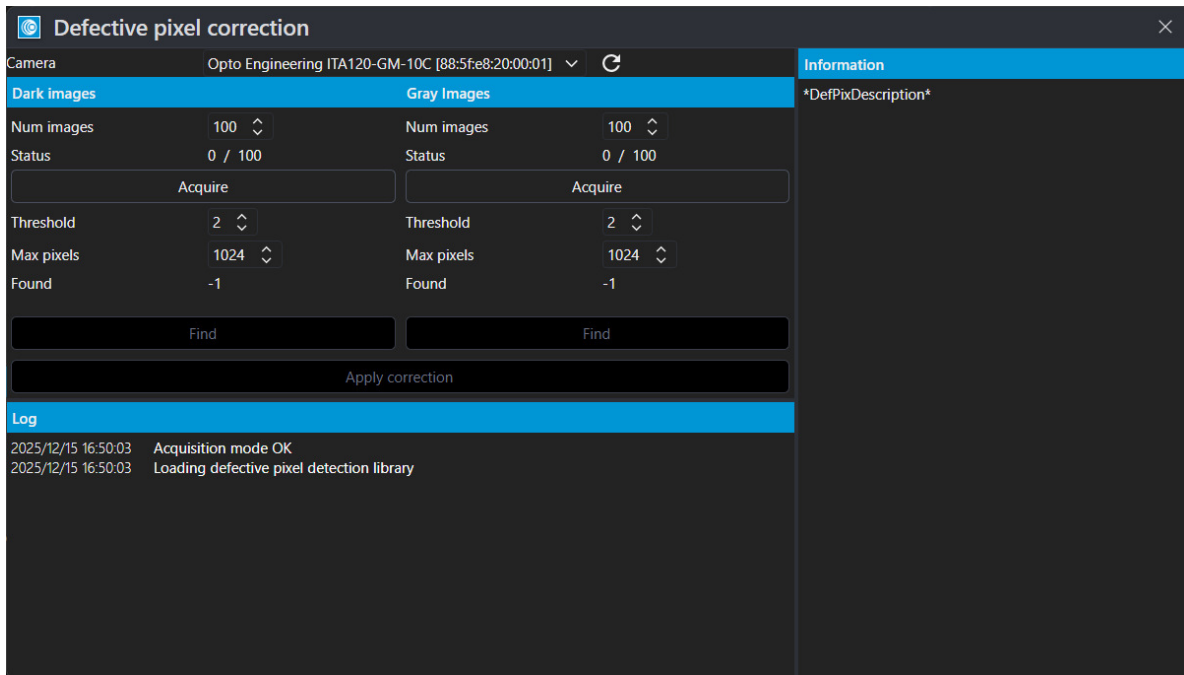 Defective pixel correction
Camera Opto Engineering ITA120-GM-10C [88:5f:e8:20:00:01]
Information
Dark images Gray Images
*DefPixDescription*
Num images 100 Num images 100
Status 0 / 100 Status 0 / 100
Acquire Acquire
Threshold 2 Threshold 2
Max pixels 1024 Max pixels 1024
Found -1 Found -1
Find Find
Apply correction
Log
2025/12/15 16:50:03 Acquisition mode OK
2025/12/15 16:50:03 Loading defective pixel detection library